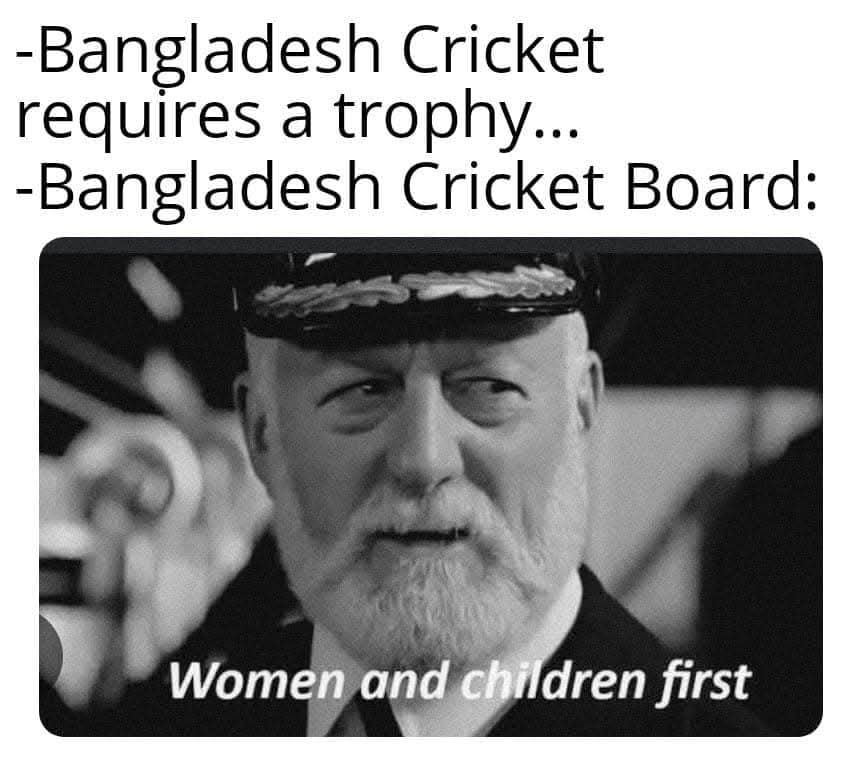 -Bangladesh Cricket
requires a trophy...
-Bangladesh Cricket Board:
Women and children first